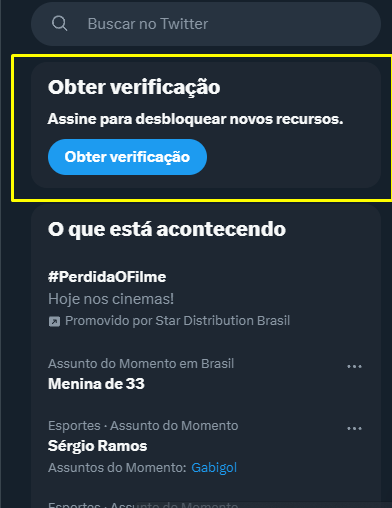 Buscar no Twitter
Obter verificação
Assine para desbloquear novos recursos.
Obter verificação
O que está acontecendo
#PerdidaOFilme
Hoje nos cinemas!
Promovido por Star Distribution Brasil
Assunto do Momento em Brasil
Menina de 33
Esportes · Assunto do Momento
Sérgio Ramos
Assuntos do Momento: Gabigol
Esportes · Assunto do Momento